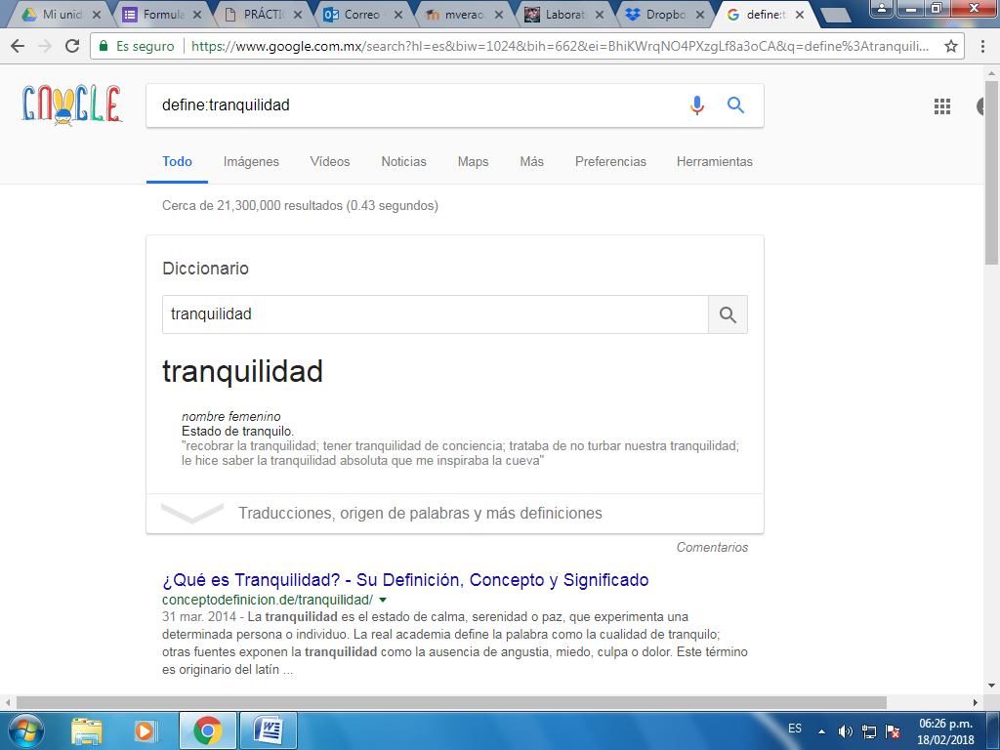 Mi unid
Formula
PRÁCTI
Correo -
mverao
Laborat
Dropbo
define:t
Es seguro
https://www.google.com.mx/search?hl=es&biw=1024&bih=662&ei=BhiKWrqNO4PXzgLf8a3oCA&q=define%3Atranquili...
define:tranquilidad
Todo
Imágenes
Vídeos
Noticias
Maps
Más
Preferencias
Herramientas
Cerca de 21,300,000 resultados (0.43 segundos)
Diccionario
tranquilidad
tranquilidad
nombre femenino
Estado de tranquilo.
"recobrar la tranquilidad; tener tranquilidad de conciencia; trataba de no turbar nuestra tranquilidad;
le hice saber la tranquilidad absoluta que me inspiraba la cueva"
Traducciones, origen de palabras y más definiciones
Comentarios
¿Qué es Tranquilidad? - Su Definición, Concepto y Significado
conceptodefinicion.de/tranquilidad/
31 mar. 2014 - La tranquilidad es el estado de calma, serenidad o paz, que experimenta una
determinada persona o individuo. La real academia define la palabra como la cualidad de tranquilo;
otras fuentes exponen la tranquilidad como la ausencia de angustia, miedo, culpa o dolor. Este término
es originario del latín ...
ES
06:26 p.m.
18/02/2018